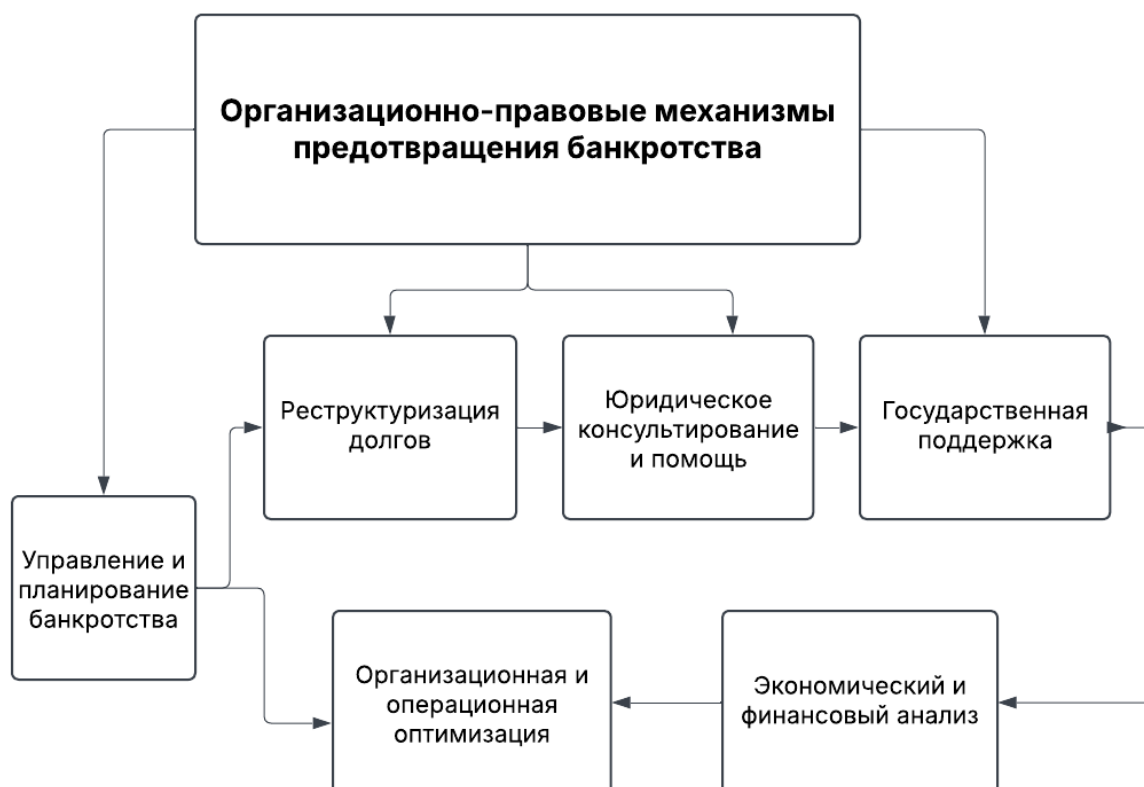 Организационно-правовые механизмы
предотвращения банкротства
Реструктуризация
долгов
Юридическое
консультирование
и помощь
Государственная
поддержка
Управление и
планирование
банкротства
Организационная и
операционная
оптимизация
Экономический и
финансовый анализ